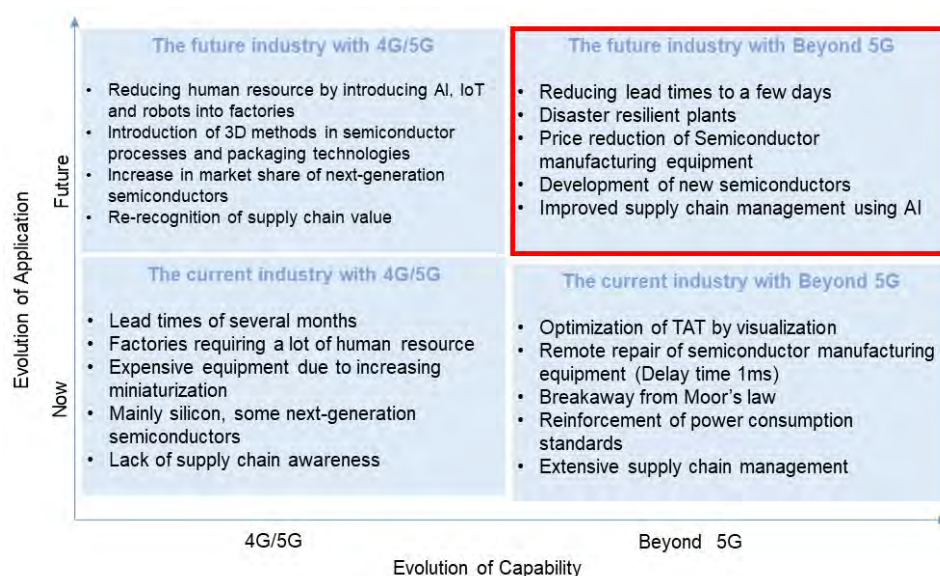 The future industry with 4G/5G
• Reducing human resource by introducing AI, IoT
and robots into factories
• Introduction of 3D methods in semiconductor
processes and packaging technologies
• Increase in market share of next-generation
semiconductors
• Re-recognition of supply chain value
The future industry with Beyond 5G
• Reducing lead times to a few days
• Disaster resilient plants
• Price reduction of Semiconductor
manufacturing equipment
• Development of new semiconductors
• Improved supply chain management using AI
The current industry with 4G/5G
• Lead times of several months
• Factories requiring a lot of human resource
• Expensive equipment due to increasing
miniaturization
• Mainly silicon, some next-generation
semiconductors
• Lack of supply chain awareness
The current industry with Beyond 5G
• Optimization of TAT by visualization
• Remote repair of semiconductor manufacturing
equipment (Delay time 1ms)
• Breakaway from Moor's law
• Reinforcement of power consumption
standards
• Extensive supply chain management
Evolution of Application
Future
Now
4G/5G
Beyond 5G
Evolution of Capability